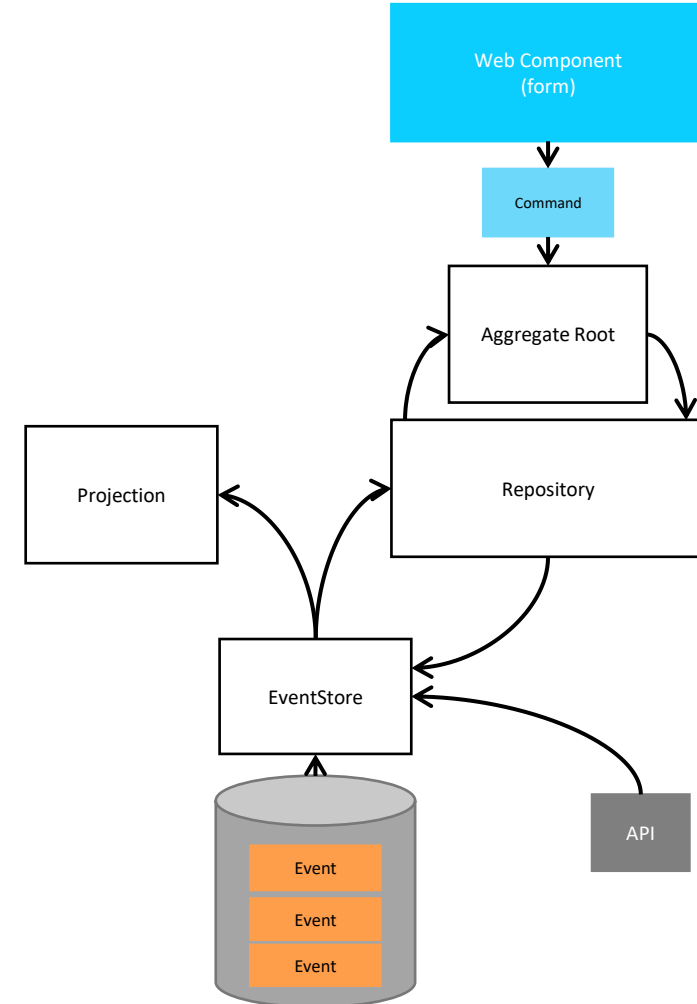 Web Component
(form)
Command
Aggregate Root
Projection
Repository
EventStore
API
Event
Event
Event